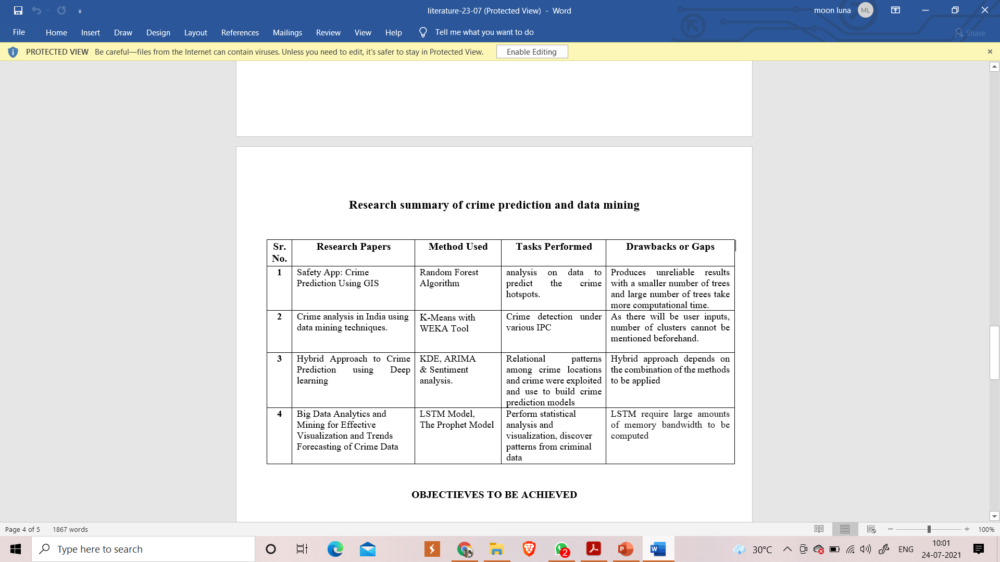 literature-23-07 (Protected View) - Word
moon luna
ML
File Home Insert Draw Design Layout References Mailings Review View Help Tell me what you want to do
Share
PROTECTED VIEW Be careful—files from the Internet can contain viruses. Unless you need to edit, it's safer to stay in Protected View.
Enable Editing
Research summary of crime prediction and data mining
Sr. No.
Research Papers
Method Used
Tasks Performed
Drawbacks or Gaps
1
Safety App: Crime
Prediction Using GIS
Random Forest
Algorithm
analysis on data to
predict the crime
hotspots.
Produces unreliable results
with a smaller number of trees
and large number of trees take
more computational time.
2
Crime analysis in India using
data mining techniques.
K-Means with
WEKA Tool
Crime detection under
various IPC
As there will be user inputs,
number of clusters cannot be
mentioned beforehand.
3
Hybrid Approach to Crime
Prediction using Deep
learning
KDE, ARIMA
& Sentiment
analysis.
Relational patterns
among crime locations
and crime were exploited
and use to build crime
prediction models
Hybrid approach depends on
the combination of the methods
to be applied
4
Big Data Analytics and
Mining for Effective
Visualization and Trends
Forecasting of Crime Data
LSTM Model,
The Prophet Model
Perform statistical
analysis and
visualization, discover
patterns from criminal
data
LSTM require large amounts
of memory bandwidth to be
computed
OBJECTIEVES TO BE ACHIEVED
Page 4 of 5 1867 words
100%
Type here to search
2
30°C
ENG
10:01
24-07-2021